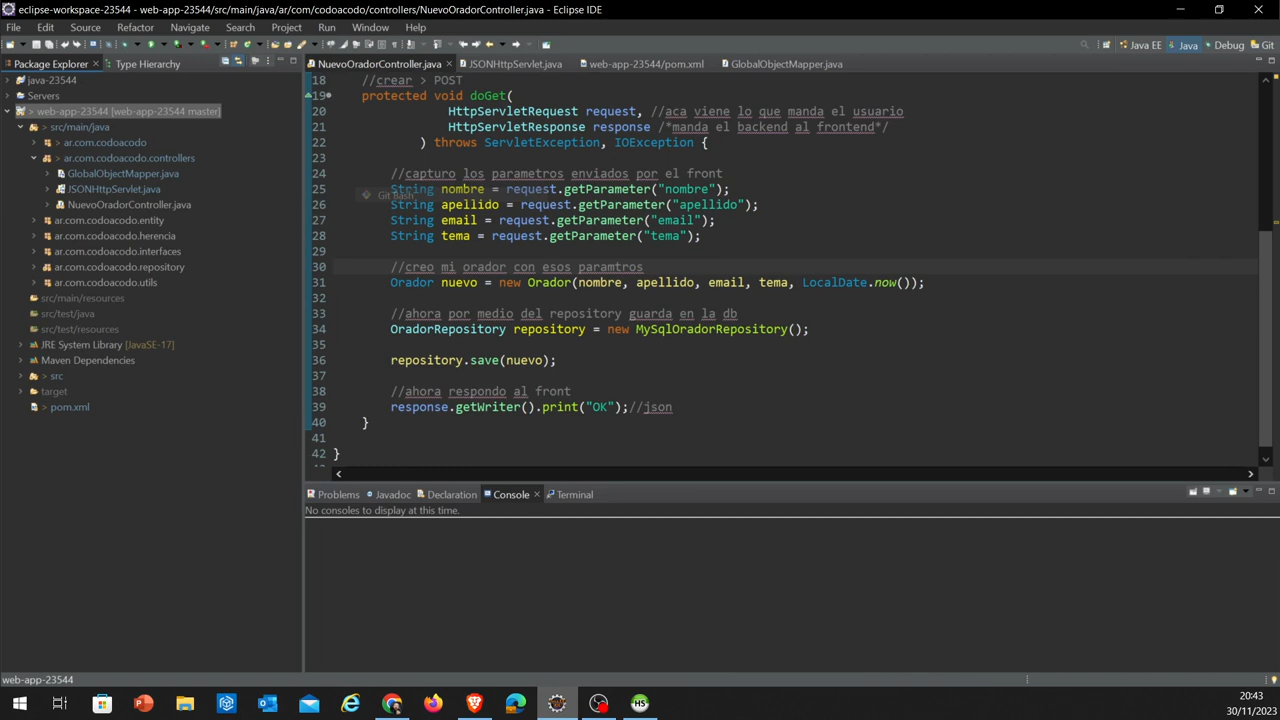 eclipse-workspace-23544 - web-app-23544/src/main/java/ar/com/codoacodo/controllers/NuevoOradorController.java - Eclipse IDE
File Edit Source Refactor Navigate Search Project Run Window Help
Java EE Java Debug Git
Package Explorer Type Hierarchy
NuevoOradorController.java JSONHttpServlet.java web-app-23544/pom.xml GlobalObjectMapper.java
java-23544
Servers
> web-app-23544 [web-app-23544 master]
> src/main/java
> ar.com.codoacodo
> ar.com.codoacodo.controllers
GlobalObjectMapper.java
JSONHttpServlet.java
NuevoOradorController.java
ar.com.codoacodo.entity
ar.com.codoacodo.herencia
ar.com.codoacodo.interfaces
> ar.com.codoacodo.repository
> ar.com.codoacodo.utils
src/main/resources
src/test/java
src/test/resources
JRE System Library [JavaSE-17]
Maven Dependencies
> src
target
> pom.xml
18 //crear > POST
19 protected void doGet(
20 HttpServletRequest request, //aca viene lo que manda el usuario
21 HttpServletResponse response /*manda el backend al frontend*/
22 ) throws ServletException, IOException {
23
24 //capturo los parametros enviados por el front
25 String nombre = request.getParameter("nombre");
Git Bash
26 String apellido = request.getParameter("apellido");
27 String email = request.getParameter("email");
28 String tema = request.getParameter("tema");
29
30 //creo mi orador con esos paramtros
31 Orador nuevo = new Orador(nombre, apellido, email, tema, LocalDate.now());
32
33 //ahora por medio del repository guarda en la db
34 OradorRepository repository = new MySqlOradorRepository();
35
36 repository.save(nuevo);
37
38 //ahora respondo al front
39 response.getWriter().print("OK");//json
40 }
41
42 }
Problems Javadoc Declaration Console Terminal
No consoles to display at this time.
web-app-23544
HS
20:43
30/11/2023